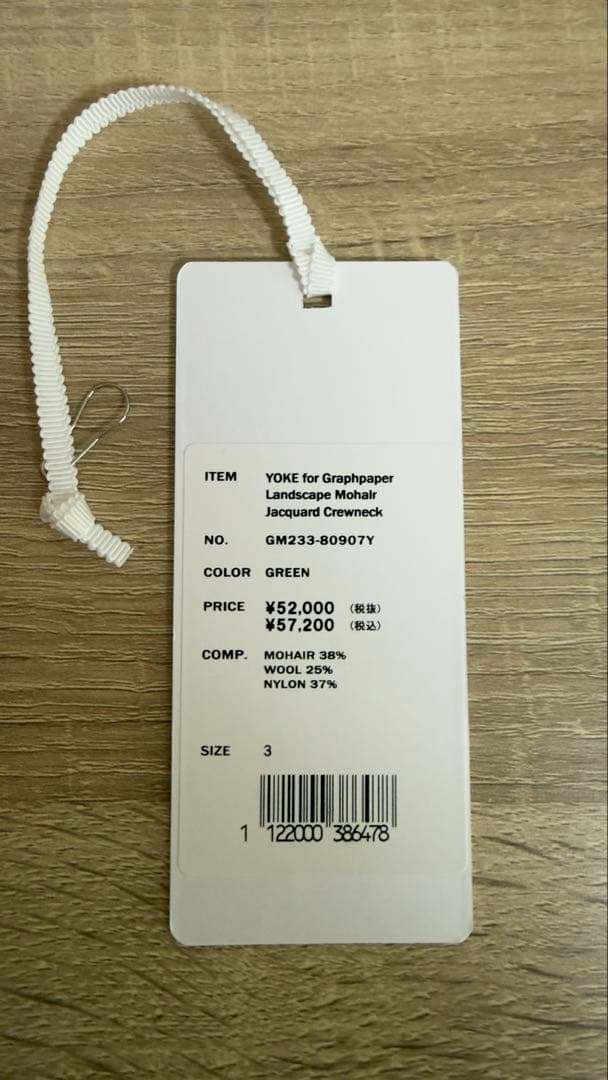 ITEM YOKE for Graphpaper
Landscape Mohair
Jacquard Crewneck
NO. GM233-80907Y
COLOR GREEN
PRICE ¥52,000 (税抜)
¥57,200 (税込)
COMP. MOHAIR 38%
WOOL 25%
NYLON 37%
SIZE 3
1 122000 386478